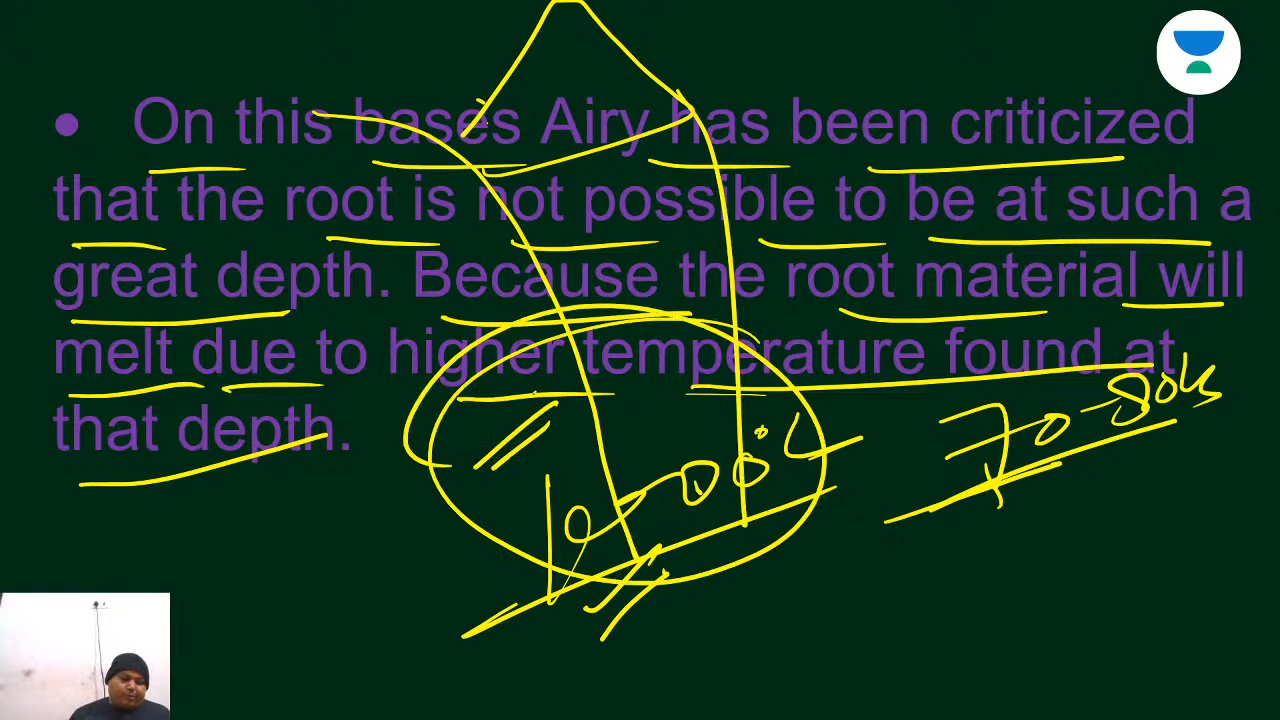 • On this bases Airy has been criticized
that the root is not possible to be at such a
great depth. Because the root material will
melt due to higher temperature found at
that depth.